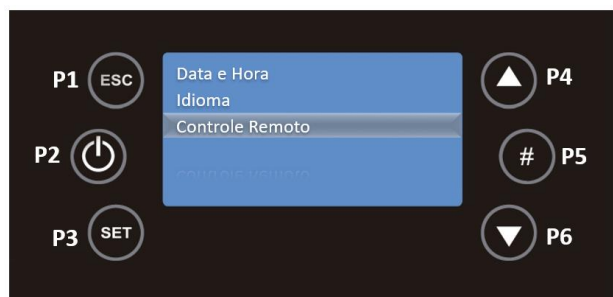 P1 ESC
Data e Hora
Idioma
Controle Remoto
P4
P2
# P5
P3 SET
P6